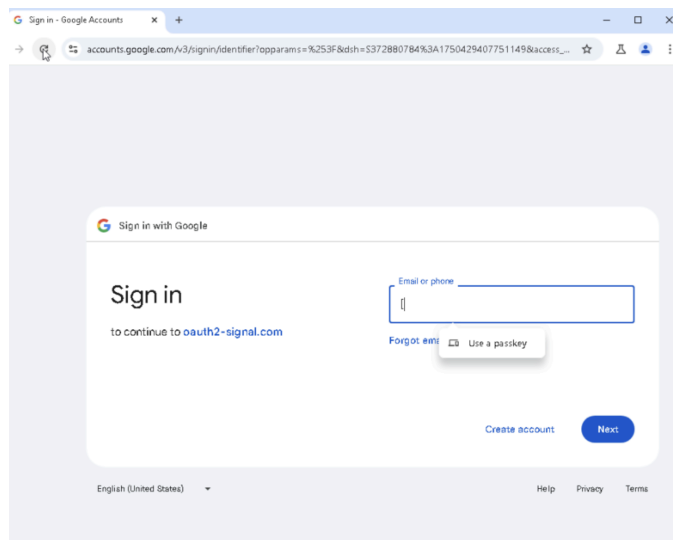 Sign in - Google Accounts
accounts.google.com/v3/signin/identifier?opparams=%253F&dsh=S372880784%3A1750429407751149&access_...
Sign in with Google
Sign in
to continue to oauth2-signal.com
Email or phone
[
Forgot ema
Use a passkey
Create account
Next
English (United States)
Help Privacy Terms